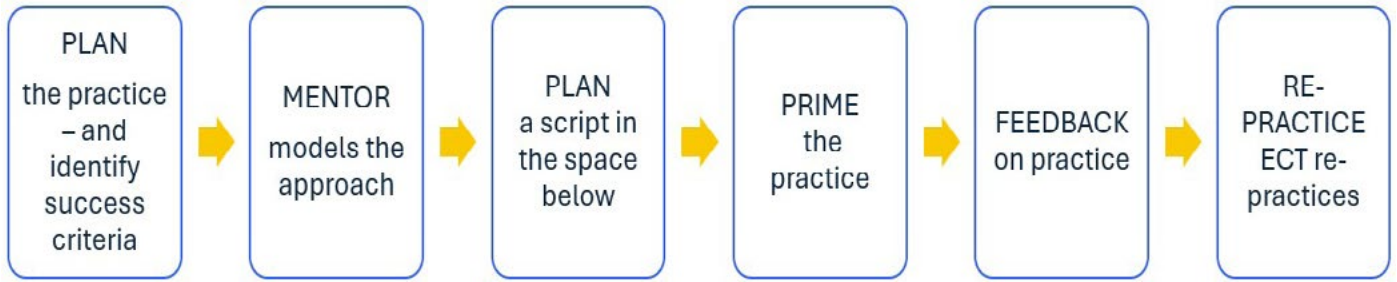 PLAN
the practice
– and
identify
success
criteria
MENTOR
models the
approach
PLAN
a script in
the space
below
PRIME
the
practice
FEEDBACK
on practice
RE-
PRACTICE
ECT re-
practices